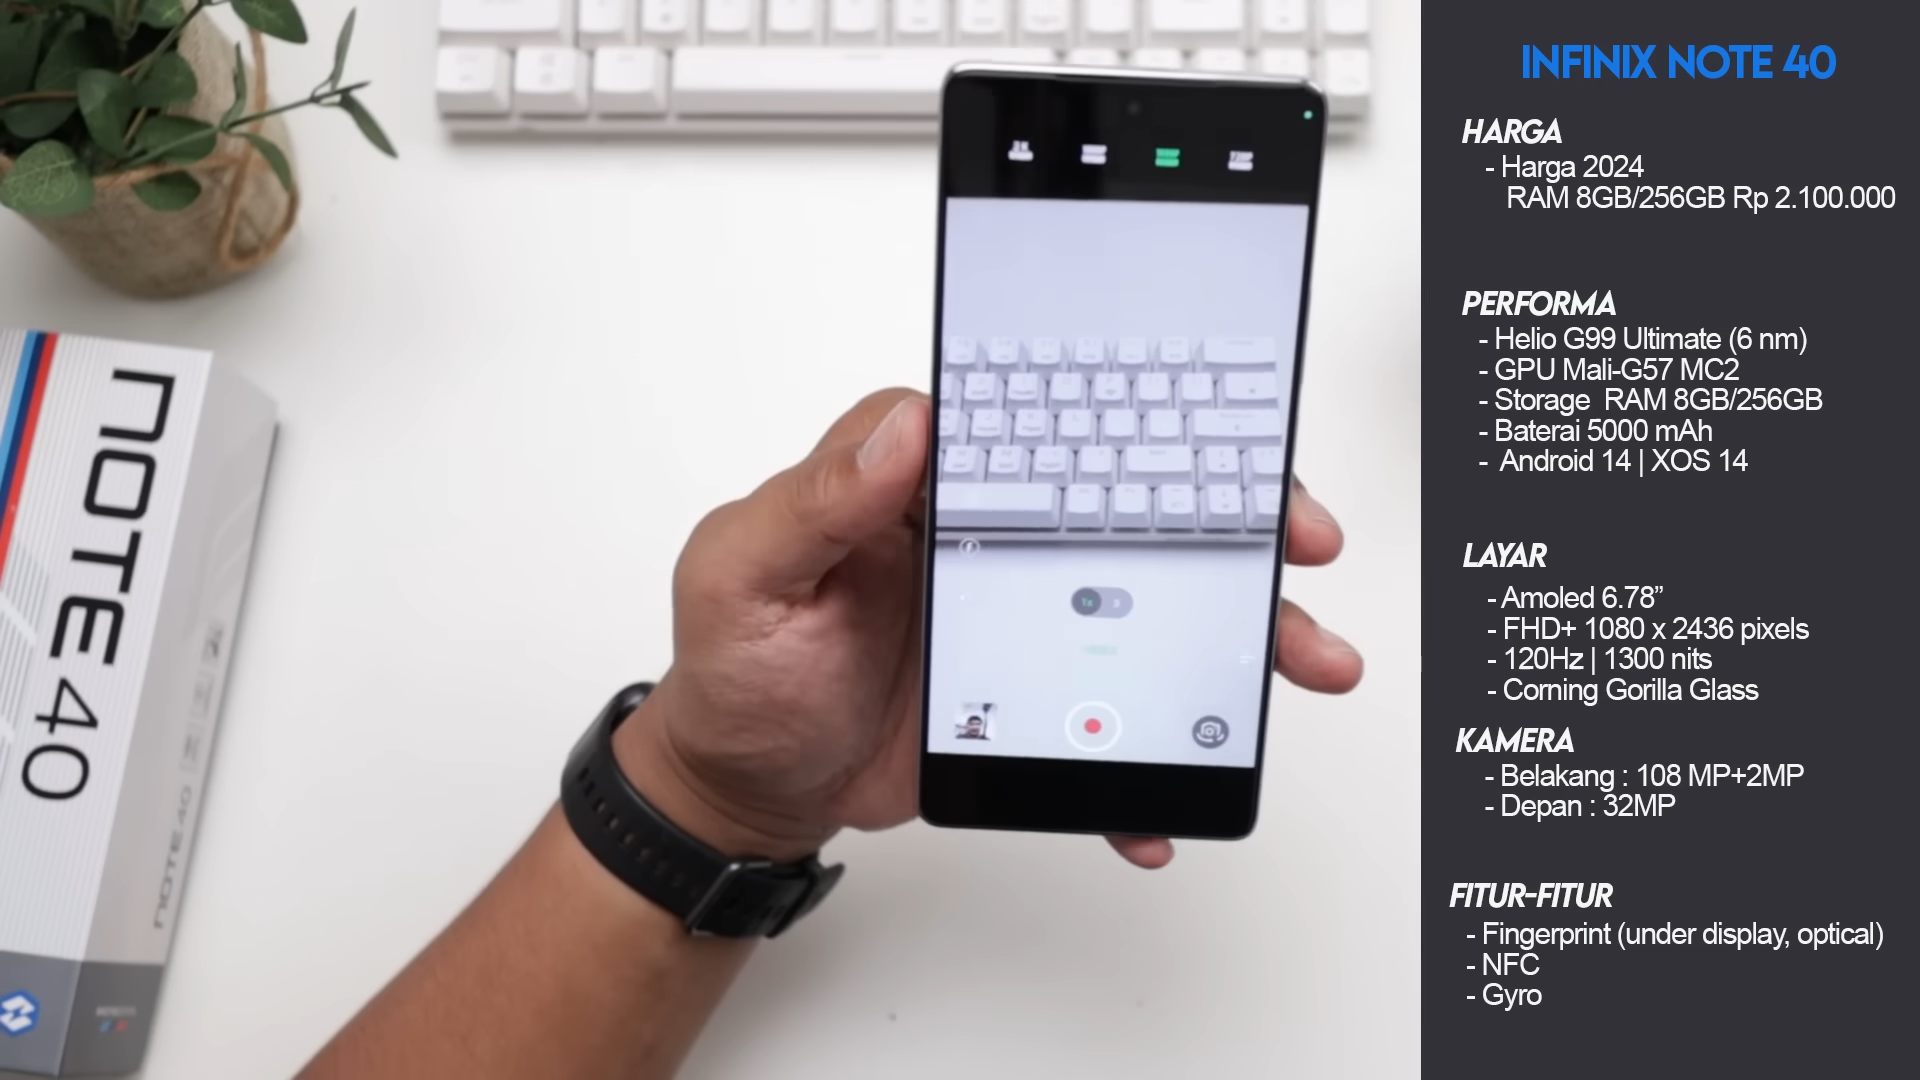 INFINIX NOTE 40
HARGA
- Harga 2024
RAM 8GB/256GB Rp 2.100.000
PERFORMA
- Helio G99 Ultimate (6 nm)
- GPU Mali-G57 MC2
- Storage RAM 8GB/256GB
- Baterai 5000 mAh
- Android 14 | XOS 14
LAYAR
- Amoled 6.78”
- FHD+ 1080 x 2436 pixels
- 120Hz | 1300 nits
- Corning Gorilla Glass
KAMERA
- Belakang : 108 MP+2MP
- Depan : 32MP
FITUR-FITUR
- Fingerprint (under display, optical)
- NFC
- Gyro
NOTE 40
NOTE 40
1x